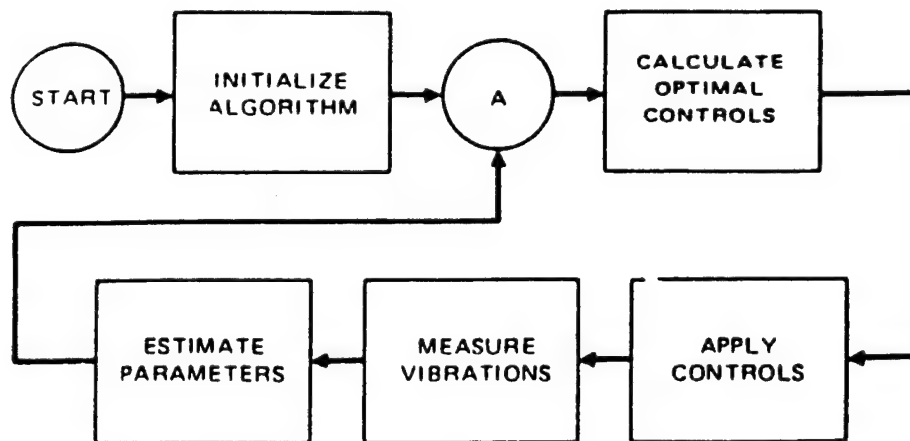 START
INITIALIZE
ALGORITHM
A
CALCULATE
OPTIMAL
CONTROLS
ESTIMATE
PARAMETERS
MEASURE
VIBRATIONS
APPLY
CONTROLS